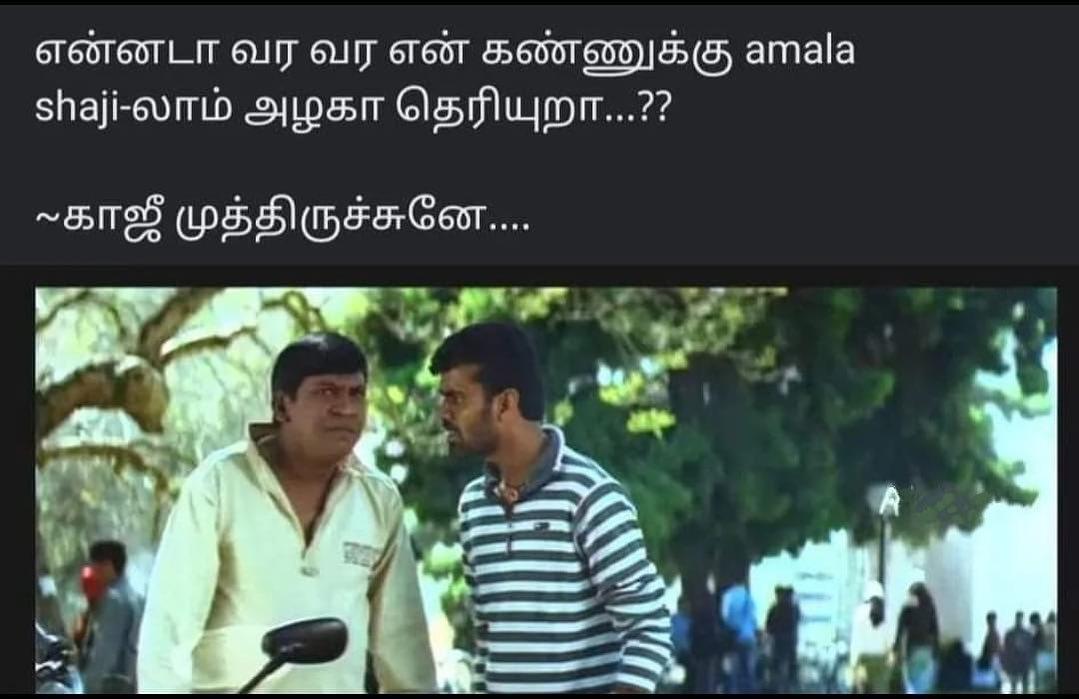 என்னடா வர வர என் கண்ணுக்கு amala
shaji-லாம் அழகா தெரியுறா...??
~காஜீ முத்திருச்சுனே....
A